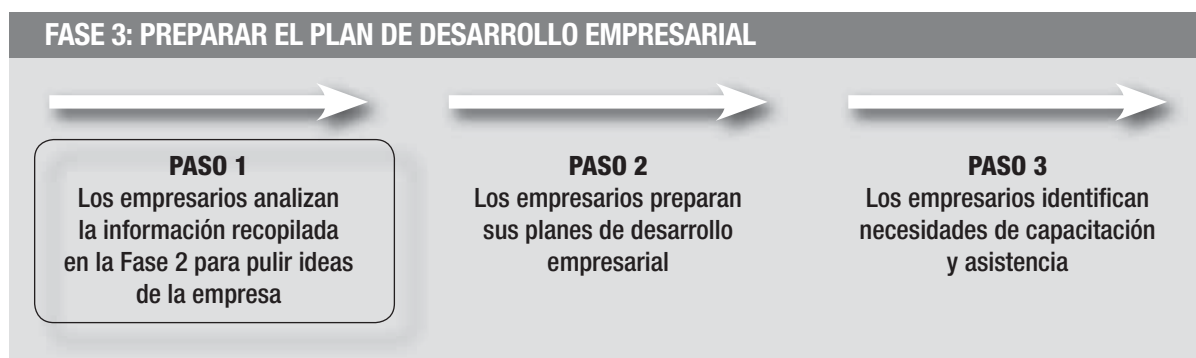 FASE 3: PREPARAR EL PLAN DE DESARROLLO EMPRESARIAL
PASO 1
Los empresarios analizan
la información recopilada
en la Fase 2 para pulir ideas
de la empresa
PASO 2
Los empresarios preparan
sus planes de desarrollo
empresarial
PASO 3
Los empresarios identifican
necesidades de capacitación
y asistencia